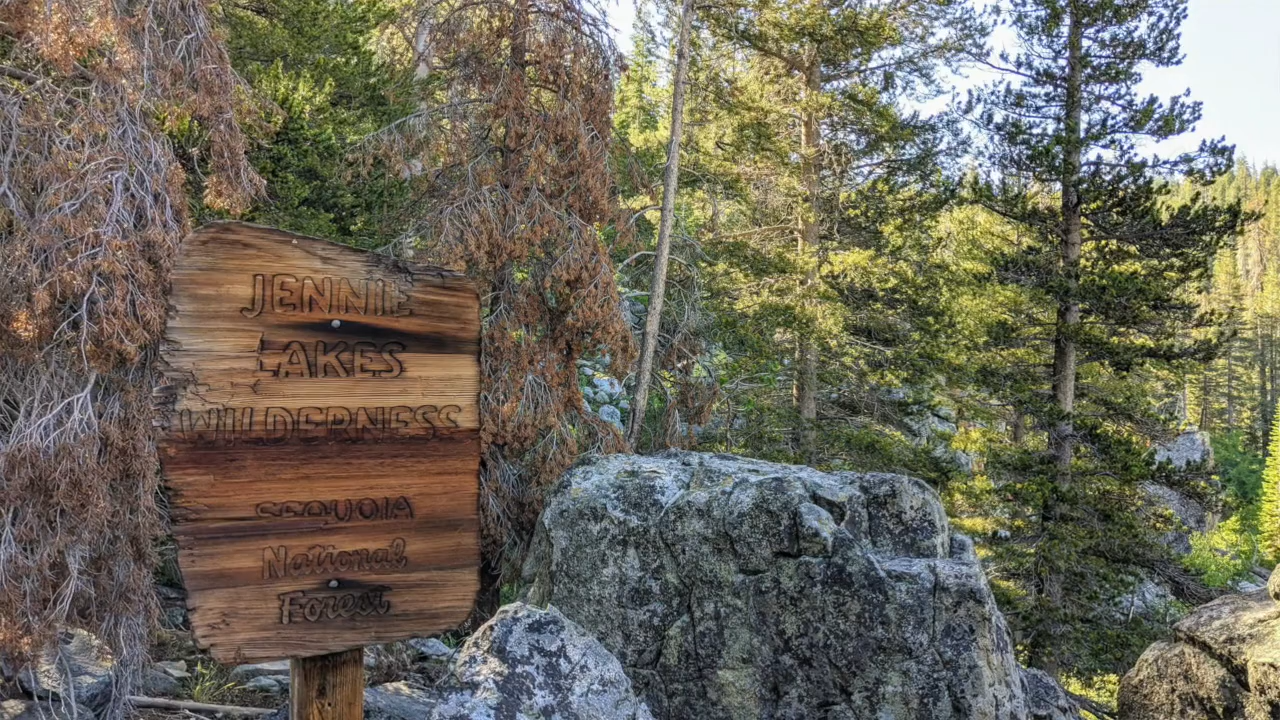 JENNIE
LAKES
WILDERNESS
SEQUOIA
National
Forest